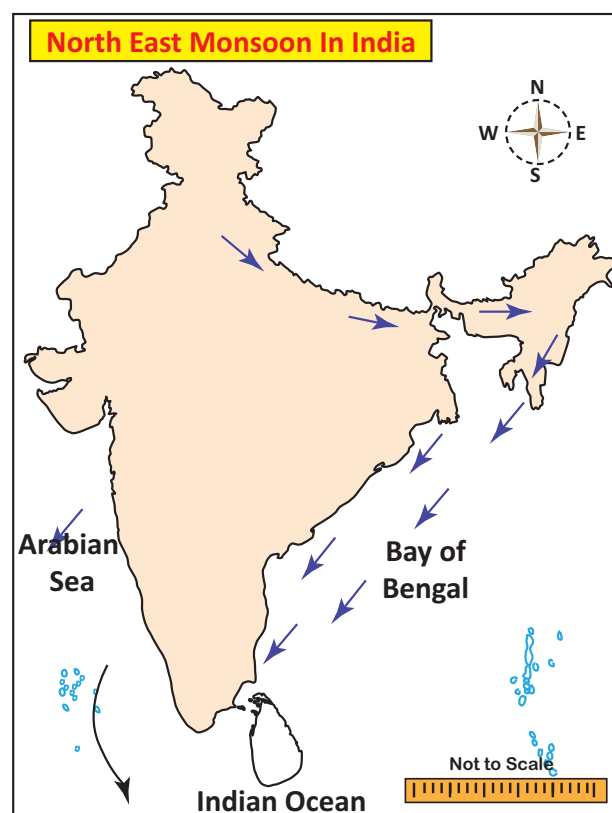 North East Monsoon In India
N
W E
S
Arabian
Sea
Bay of
Bengal
Not to Scale
Indian Ocean